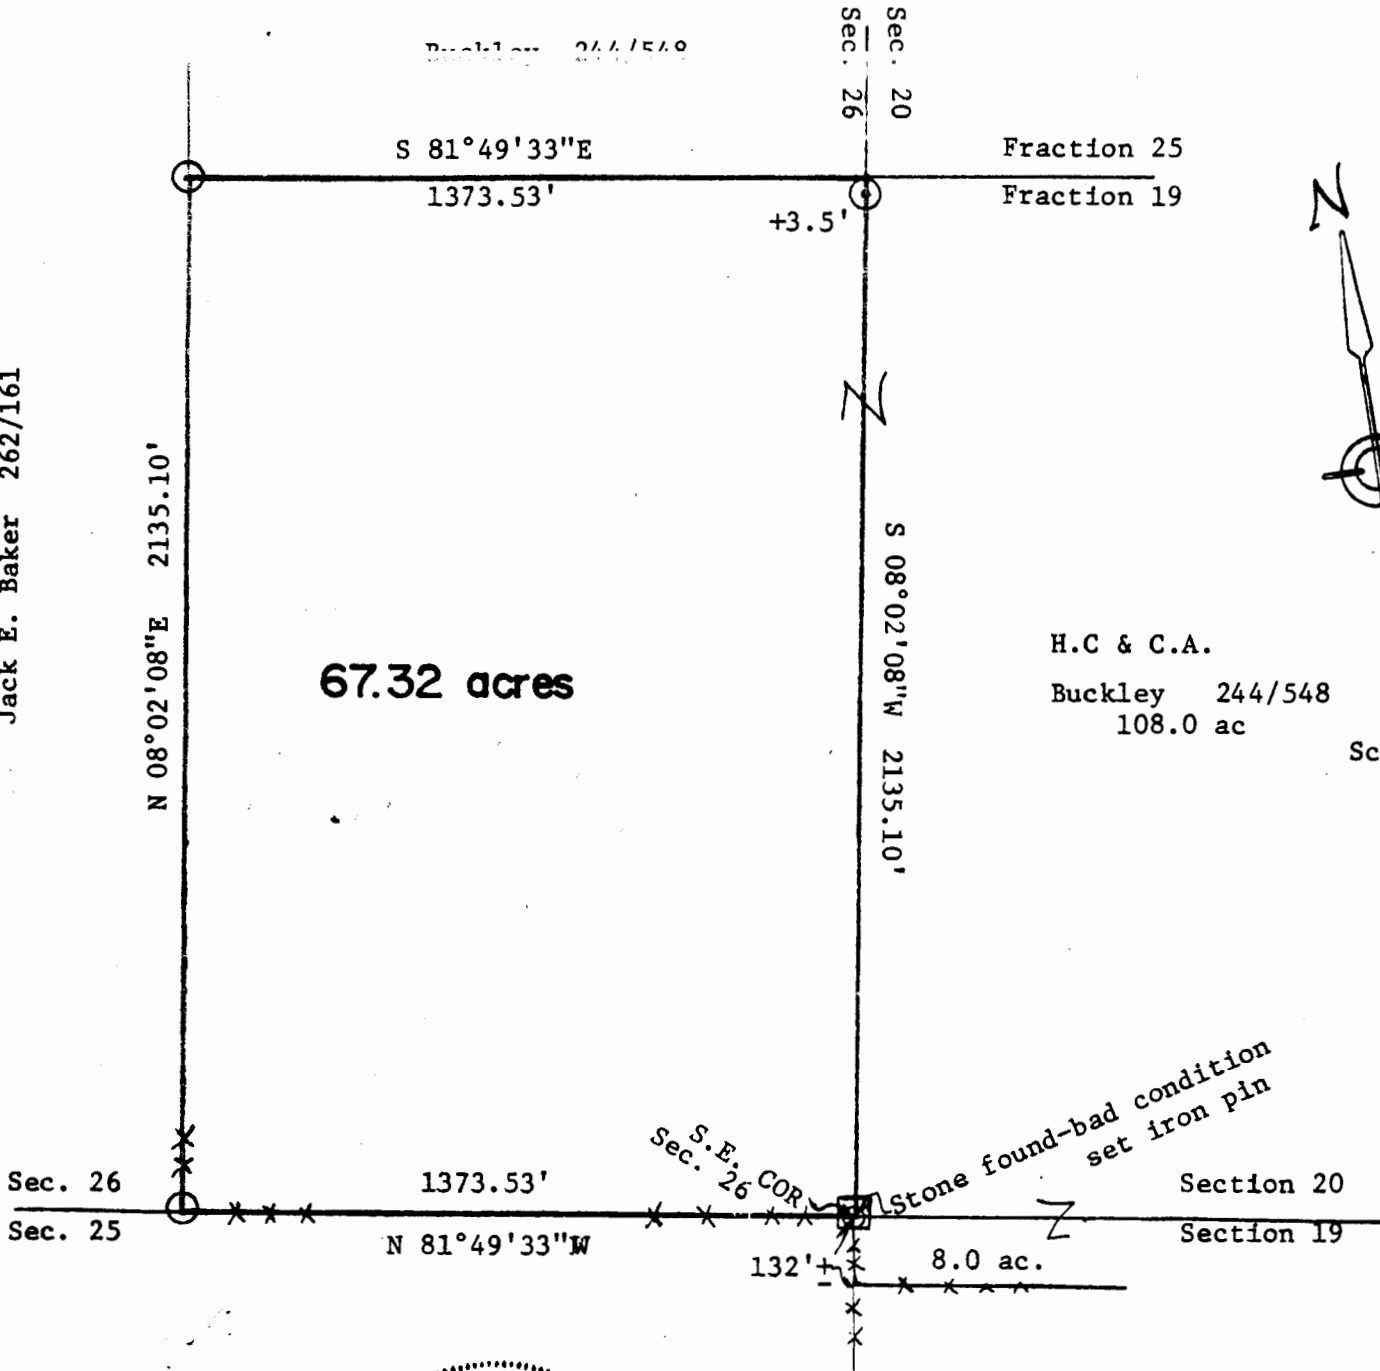 Buckley 244/548
Sec. 20
Sec. 26
S 81°49'33"E
1373.53'
+3.5'
Fraction 25
Fraction 19
N
Jack E. Baker 262/161
N 08°02'08"E 2135.10'
S 08°02'08"W 2135.10'
67.32 acres
H.C & C.A.
Buckley 244/548
108.0 ac
Sc
Stone found-bad condition
set iron pin
S.E. COR
Sec. 26
Sec. 26
Sec. 25
1373.53'
N 81°49'33"W
Section 20
Section 19
132'±
8.0 ac.